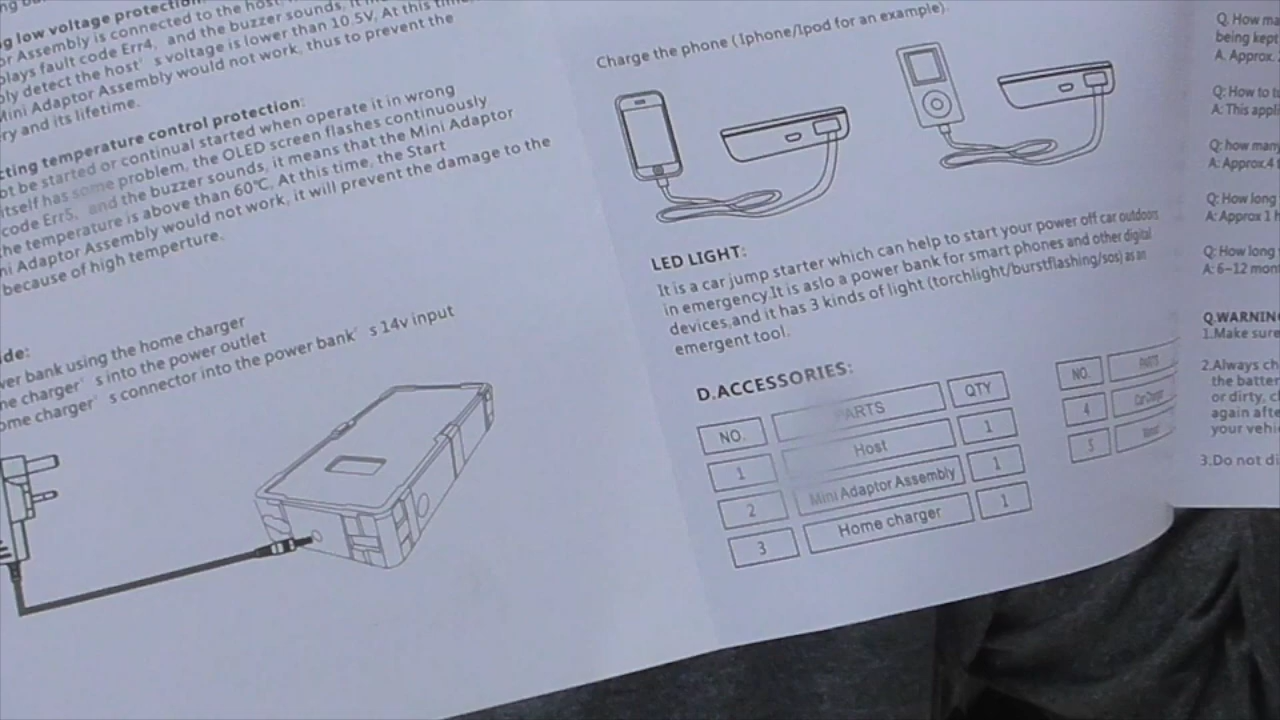 g low voltage protection:
or Assembly is connected to the host,
plays fault code Err4, and the buzzer sounds, it
ly detect the host's voltage is lower than 10.5V, At this time,
Mini Adaptor Assembly would not work, thus to prevent the
ry and its lifetime.
cting temperature control protection:
ot be started or continual started when operate it in wrong
itself has some problem, the OLED screen flashes continuously
code Err5, and the buzzer sounds, it means that the Mini Adaptor
he temperature is above than 60℃, At this time, the Start
ni Adaptor Assembly would not work, it will prevent the damage to the
because of high temperture.
ide:
wer bank using the home charger
me charger's into the power outlet
ome charger's connector into the power bank's 14v input
Charge the phone (Iphone/Ipod for an example):
LED LIGHT:
It is a car jump starter which can help to start your power off car outdoors
in emergency.It is aslo a power bank for smart phones and other digital
devices,and it has 3 kinds of light (torchlight/burstflashing/sos) as an
emergent tool.
D.ACCESSORIES:
NO. PARTS QTY
1 Host 1
2 Mini Adaptor Assembly 1
3 Home charger 1
NO. PARTS
4 Car Charger
5
Q. How ma
being kept
A. Approx.
Q: How to t
A: This appl
Q: how many
A: Approx.4
Q: How long
A: Approx 1
Q: How long
A: 6-12 mon
Q.WARNING
1.Make sure
2.Always ch
the batter
or dirty, c
again afte
your vehi
3.Do not di